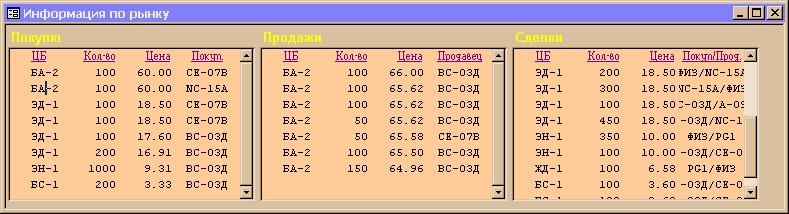 Информация по рынку
Покупки Продажи Сделки
ЦБ Кол-во Цена Покуп. ЦБ Кол-во Цена Продавец ЦБ Кол-во Цена Покуп/Прод.
БА-2 100 60.00 СЕ-07В БА-2 100 66.00 ВС-03Д ЭД-1 200 18.50 ФИЗ/NC-15A
БА-2 100 60.00 NC-15A БА-2 100 65.62 ВС-03Д ЭД-1 300 18.50 NC-15A/ФИЗ
ЭД-1 100 18.50 СЕ-07В БА-2 100 65.62 ВС-03Д ЭД-1 100 18.50 С-03Д/А-09
ЭД-1 100 18.50 СЕ-07В БА-2 50 65.62 ВС-03Д ЭД-1 450 18.50 -03Д/NC-1
ЭД-1 100 17.60 ВС-03Д БА-2 50 65.58 СЕ-07В ЭН-1 350 10.00 ФИЗ/PG1
ЭД-1 200 16.91 ВС-03Д БА-2 100 65.50 ВС-03Д ЭН-1 100 10.00 -03Д/СЕ-0
ЭН-1 1000 9.31 ВС-03Д БА-2 150 64.96 ВС-03Д ЖД-1 100 6.58 PG1/ФИЗ
БС-1 200 3.33 ВС-03Д БС-1 100 3.60 -03Д/СЕ-0